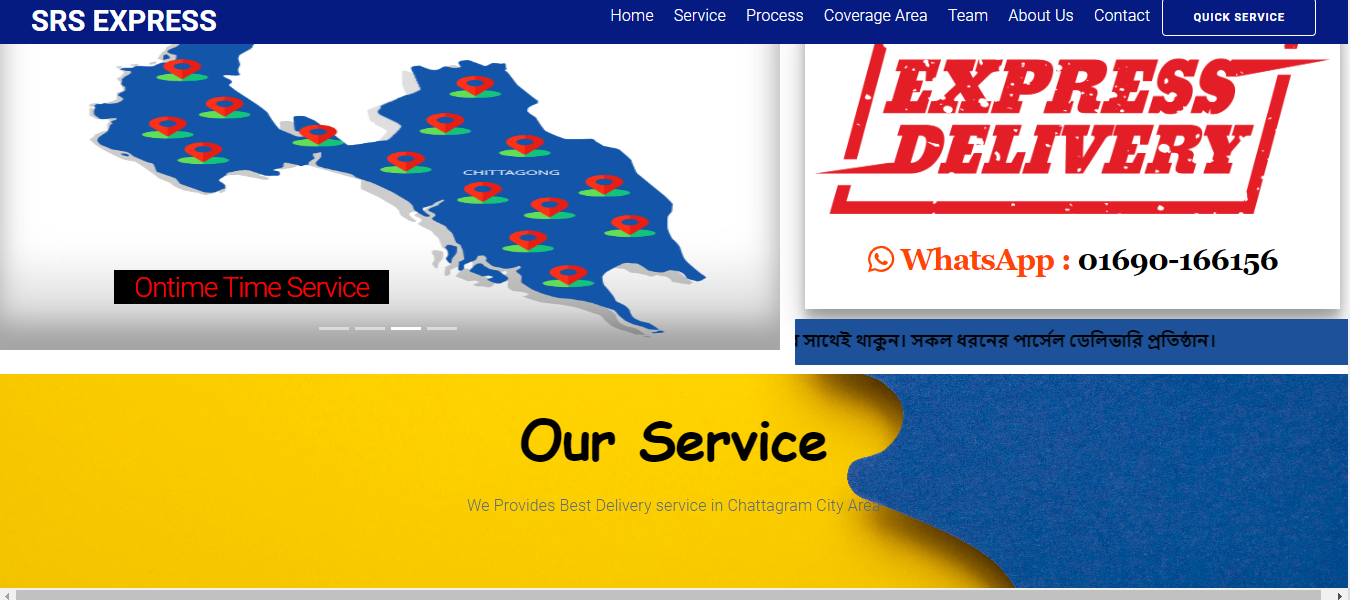 SRS EXPRESS
Home Service Process Coverage Area Team About Us Contact QUICK SERVICE
CHITTAGONG
Ontime Time Service
EXPRESS
DELIVERY
WhatsApp : 01690-166156
সাথেই থাকুন। সকল ধরনের পার্সেল ডেলিভারি প্রতিষ্ঠান।
Our Service
We Provides Best Delivery service in Chattagram City Area